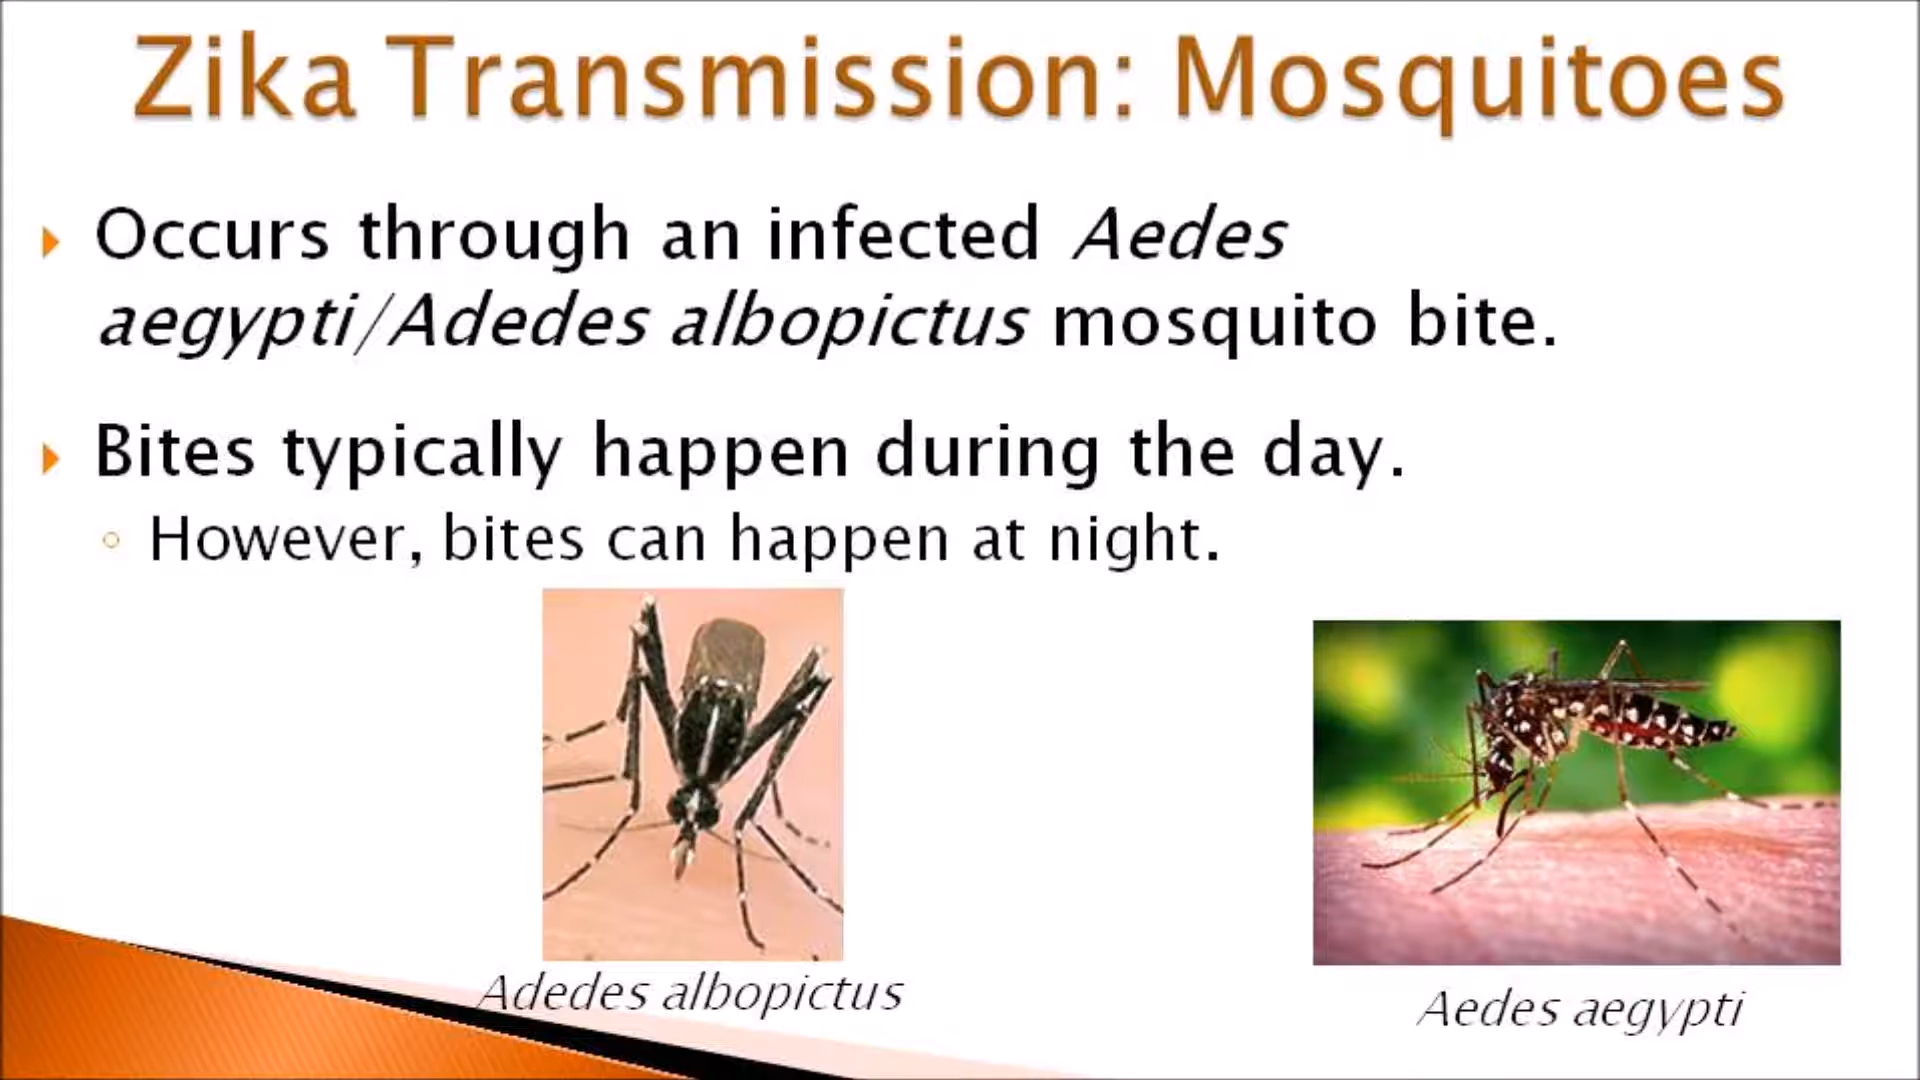 Zika Transmission: Mosquitoes
Occurs through an infected Aedes
aegypti/Adedes albopictus mosquito bite.
Bites typically happen during the day.
However, bites can happen at night.
Adedes albopictus
Aedes aegypti